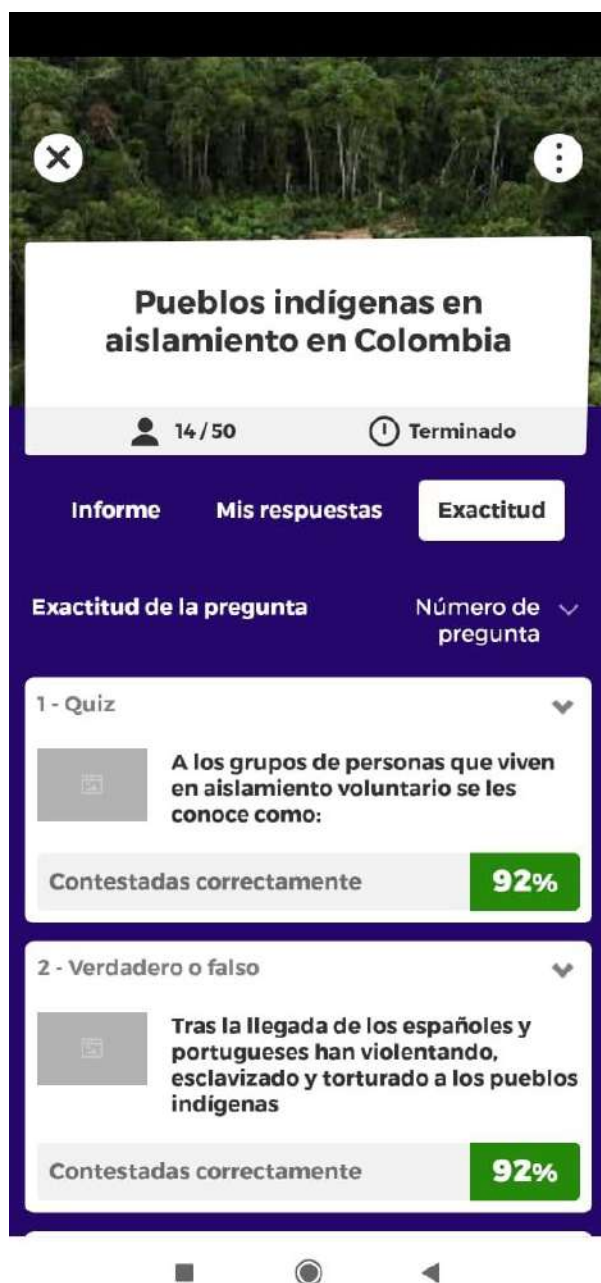 Pueblos indígenas en
aislamiento en Colombia
14/50
Terminado
Informe
Mis respuestas
Exactitud
Exactitud de la pregunta
Número de
pregunta
1 - Quiz
A los grupos de personas que viven
en aislamiento voluntario se les
conoce como:
Contestadas correctamente
92%
2 - Verdadero o falso
Tras la llegada de los españoles y
portugueses han violentando,
esclavizado y torturado a los pueblos
indígenas
Contestadas correctamente
92%